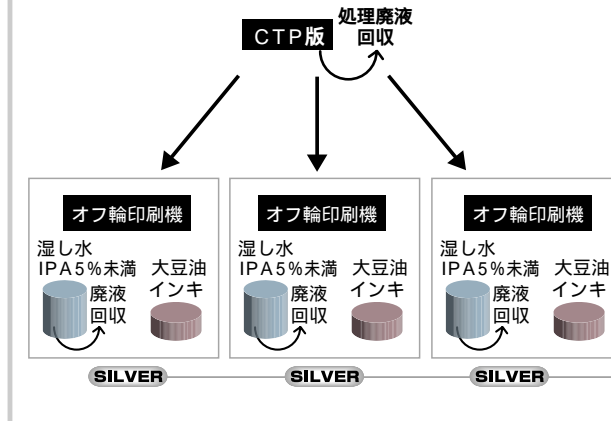 処理廃液
回収
CTP版
オフ輪印刷機
湿し水
IPA5%未満
廃液
回収
大豆油
インキ
SILVER
オフ輪印刷機
湿し水
IPA5%未満
廃液
回収
大豆油
インキ
SILVER
オフ輪印刷機
湿し水
IPA5%未満
廃液
回収
大豆油
インキ
SILVER